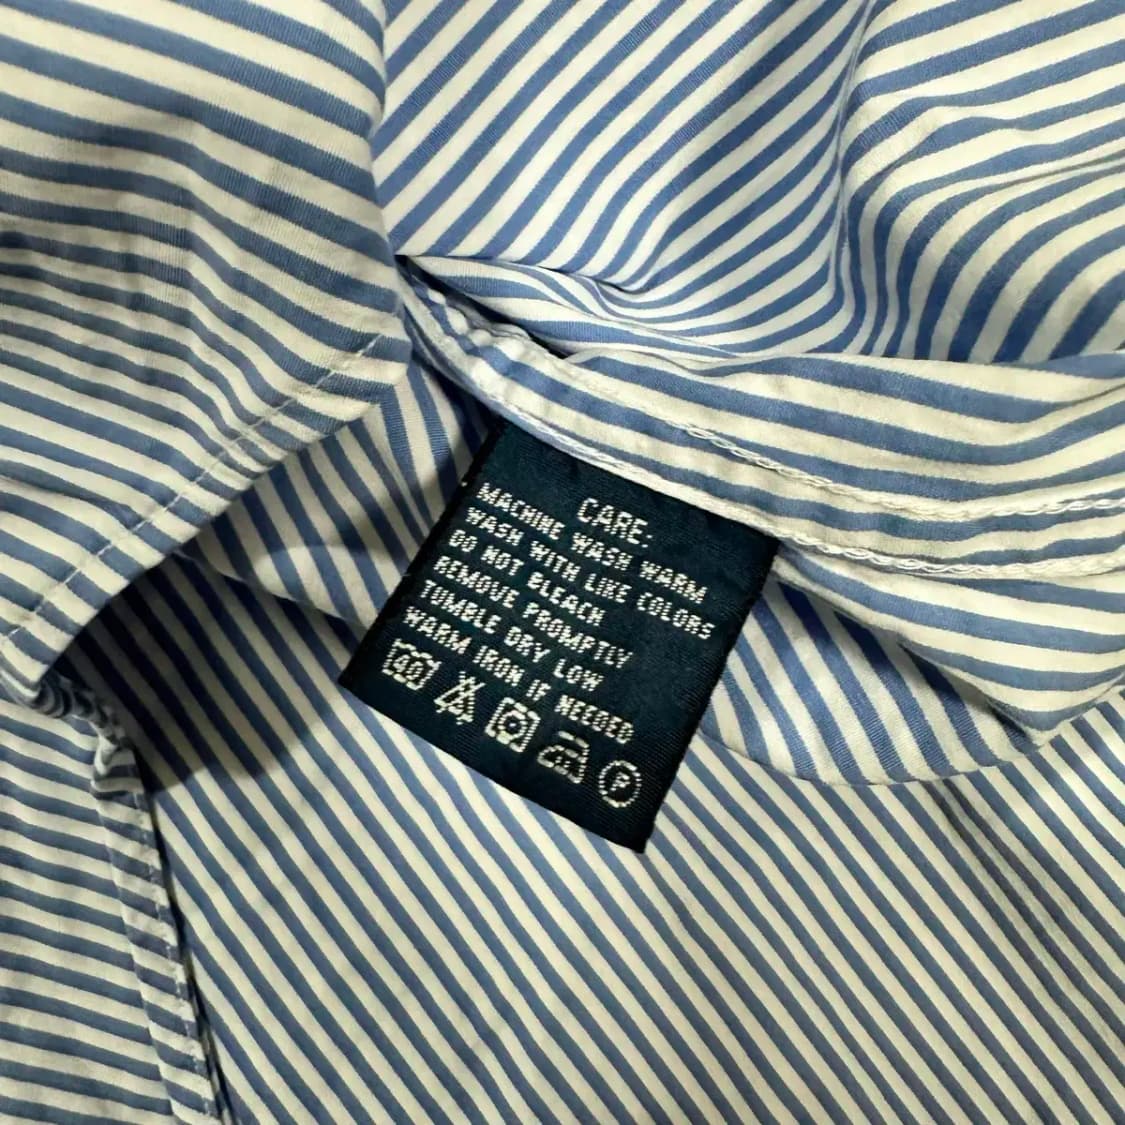 CARE:
MACHINE WASH WARM
WASH WITH LIKE COLORS
DO NOT BLEACH
REMOVE PROMPTLY
TUMBLE DRY LOW
WARM IRON IF NEEDED
40 P